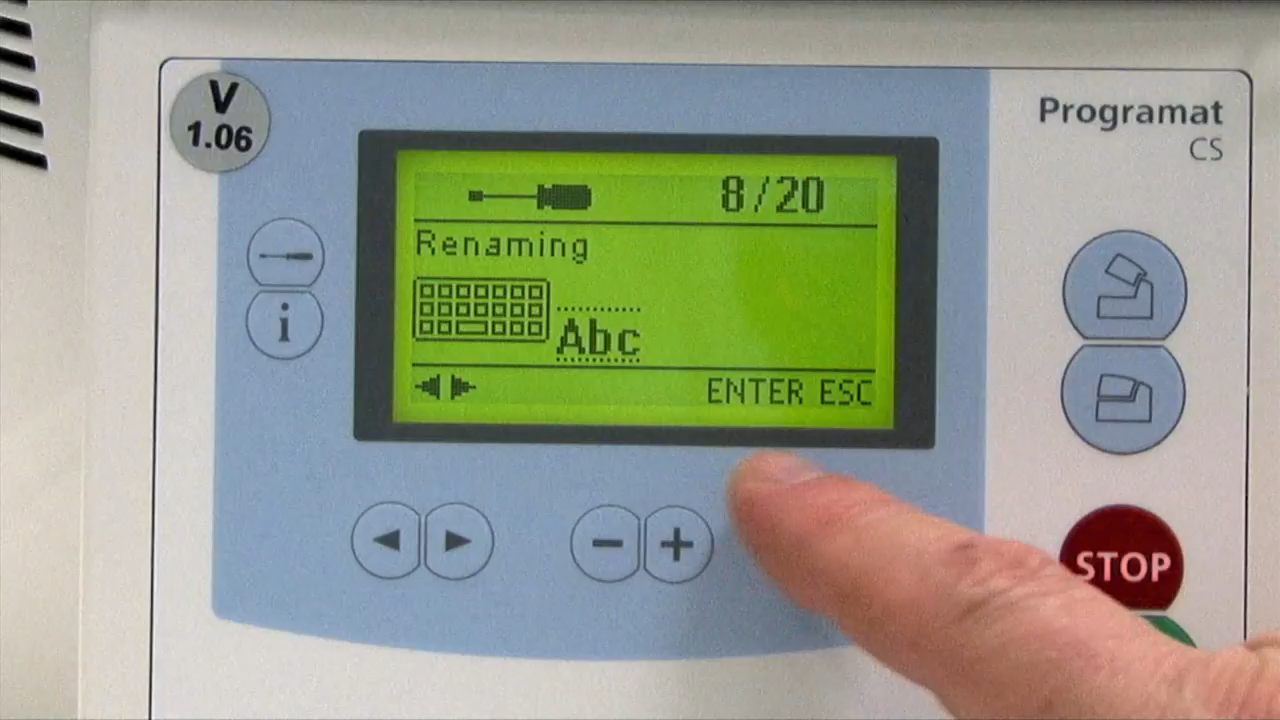 V
1.06
Programat
CS
8/20
Renaming
Abc
ENTER ESC
i
STOP